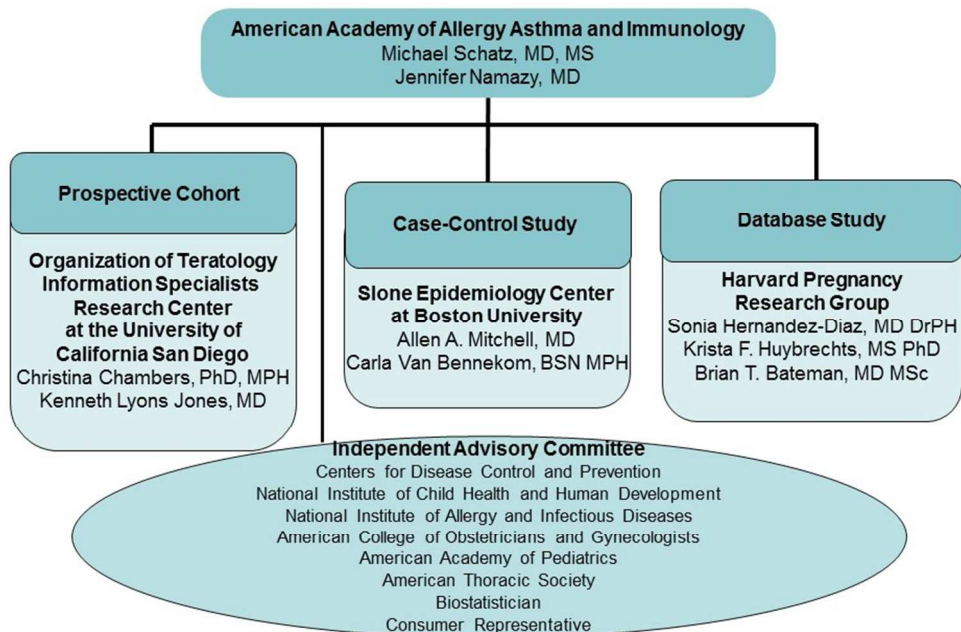 American Academy of Allergy Asthma and Immunology
Michael Schatz, MD, MS
Jennifer Namazy, MD
Prospective Cohort
Organization of Teratology
Information Specialists
Research Center
at the University of
California San Diego
Christina Chambers, PhD, MPH
Kenneth Lyons Jones, MD
Case-Control Study
Slone Epidemiology Center
at Boston University
Allen A. Mitchell, MD
Carla Van Bennekom, BSN MPH
Database Study
Harvard Pregnancy
Research Group
Sonia Hernandez-Diaz, MD DrPH
Krista F. Huybrechts, MS PhD
Brian T. Bateman, MD MSc
Independent Advisory Committee
Centers for Disease Control and Prevention
National Institute of Child Health and Human Development
National Institute of Allergy and Infectious Diseases
American College of Obstetricians and Gynecologists
American Academy of Pediatrics
American Thoracic Society
Biostatistician
Consumer Representative